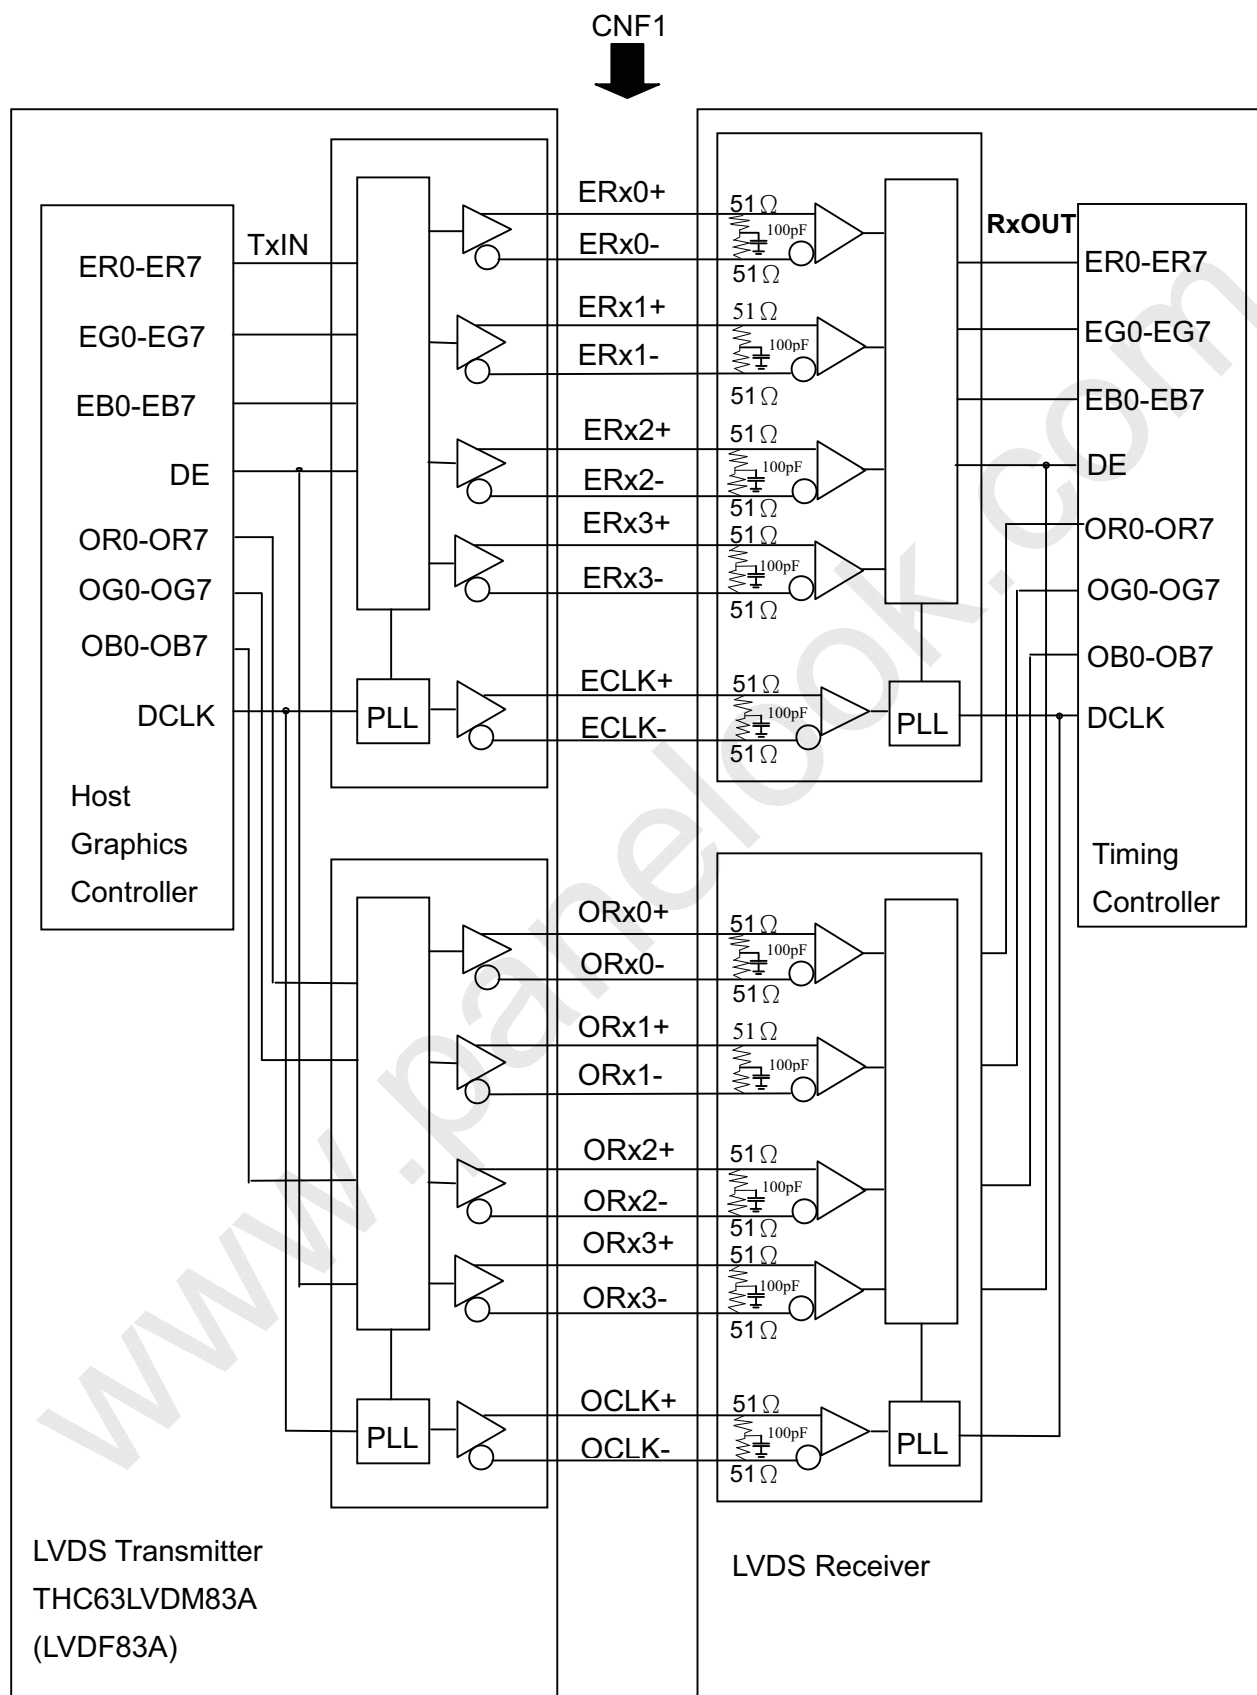 CNF1
TxIN
ER0-ER7
EG0-EG7
EB0-EB7
DE
OR0-OR7
OG0-OG7
OB0-OB7
DCLK
Host
Graphics
Controller
PLL
ERx0+
ERx0-
ERx1+
ERx1-
ERx2+
ERx2-
ERx3+
ERx3-
ECLK+
ECLK-
51Ω
100pF
51Ω
51Ω
100pF
51Ω
51Ω
100pF
51Ω
51Ω
100pF
51Ω
51Ω
100pF
51Ω
PLL
RxOUT
ER0-ER7
EG0-EG7
EB0-EB7
DE
OR0-OR7
OG0-OG7
OB0-OB7
DCLK
Timing
Controller
PLL
ORx0+
ORx0-
ORx1+
ORx1-
ORx2+
ORx2-
ORx3+
ORx3-
OCLK+
OCLK-
51Ω
100pF
51Ω
51Ω
100pF
51Ω
100pF
51Ω
51Ω
100pF
51Ω
51Ω
100pF
51Ω
PLL
LVDS Transmitter
THC63LVDM83A
(LVDF83A)
LVDS Receiver
www.panelook.com